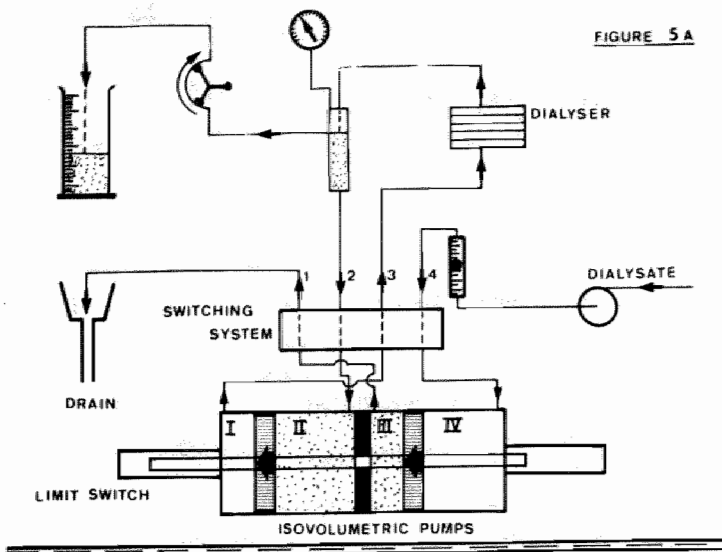 FIGURE 5A
DIALYSER
1 2 3 4
DIALYSATE
SWITCHING
SYSTEM
DRAIN
I II III IV
LIMIT SWITCH
ISOVOLUMETRIC PUMPS